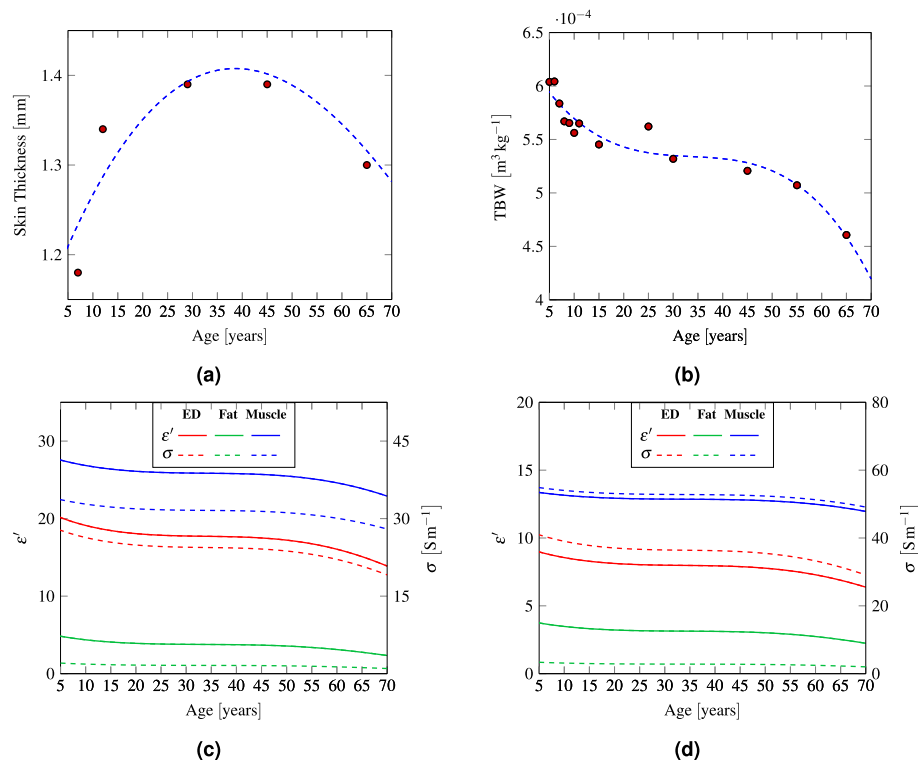 1.4
1.3
1.2
Skin Thickness [mm]
5 10 15 20 25 30 35 40 45 50 55 60 65 70
Age [years]
(a)
·10⁻⁴
6.5
6
5.5
5
4.5
4
TBW [m³ kg⁻¹]
5 10 15 20 25 30 35 40 45 50 55 60 65 70
Age [years]
(b)
ED Fat Muscle
ε′
σ
30
20
10
0
ε′
45
30
15
σ [S m⁻¹]
5 10 15 20 25 30 35 40 45 50 55 60 65 70
Age [years]
(c)
ED Fat Muscle
ε′
σ
20
15
10
5
0
ε′
80
60
40
20
0
σ [S m⁻¹]
5 10 15 20 25 30 35 40 45 50 55 60 65 70
Age [years]
(d)